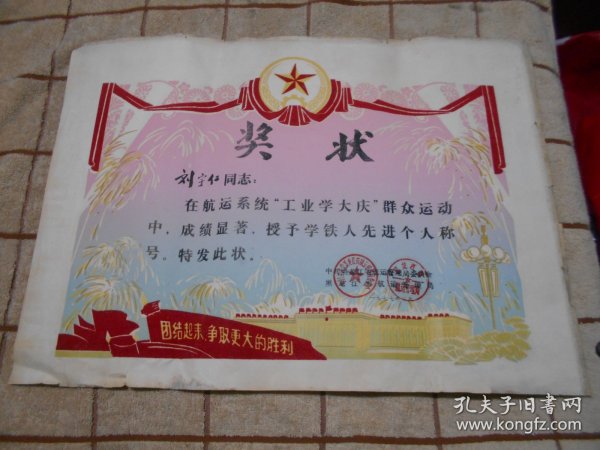 奖 状
同志：
在航运系统“工业学大庆”群众运动
中，成绩显著，授予学铁人先进个人称
号。特发此状。
团结起来，争取更大的胜利
孔夫子旧书网
www.kongfz.com